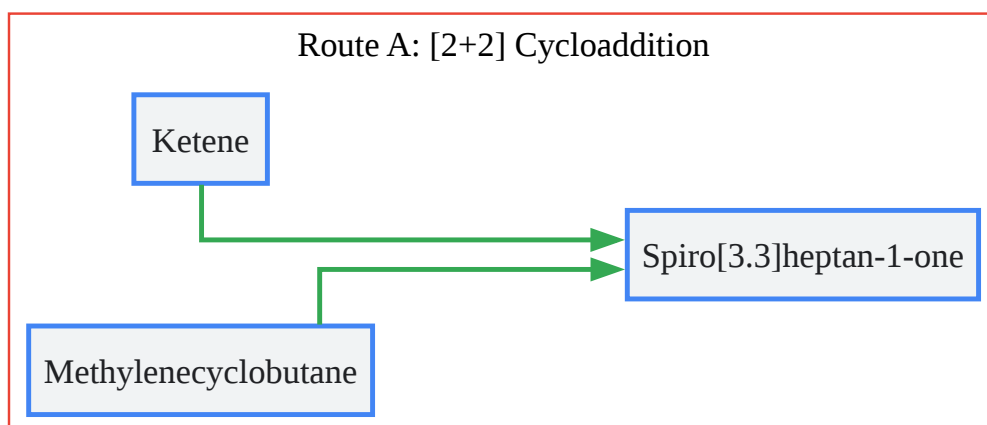 Route A: [2+2] Cycloaddition
Ketene
Spiro[3.3]heptan-1-one
Methylenecyclobutane